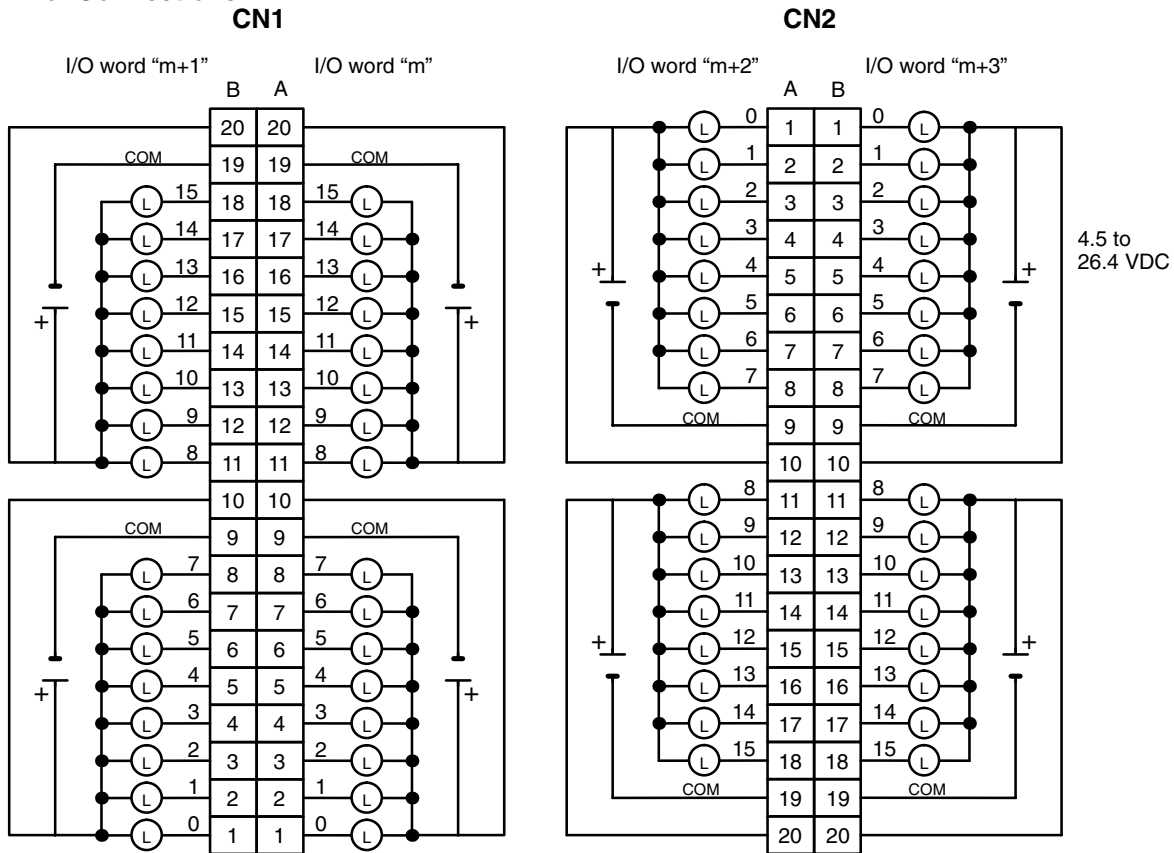 CN1
I/O word “m+1” I/O word “m”
B A
20 20
COM 19 19 COM
L 15 18 18 15 L
L 14 17 17 14 L
L 13 16 16 13 L
+ L 12 15 15 12 L +
L 11 14 14 11 L
L 10 13 13 10 L
L 9 12 12 9 L
L 8 11 11 8 L
10 10
COM 9 9 COM
L 7 8 8 7 L
L 6 7 7 6 L
L 5 6 6 5 L
+ L 4 5 5 4 L +
L 3 4 4 3 L
L 2 3 3 2 L
L 1 2 2 1 L
L 0 1 1 0 L
CN2
I/O word “m+2” I/O word “m+3”
A B
L 0 1 1 0 L
L 1 2 2 1 L
L 2 3 3 2 L
L 3 4 4 3 L
+ L 4 5 5 4 L +
L 5 6 6 5 L
L 6 7 7 6 L
L 7 8 8 7 L
COM 9 9 COM
10 10
L 8 11 11 8 L
L 9 12 12 9 L
L 10 13 13 10 L
L 11 14 14 11 L
+ L 12 15 15 12 L +
L 13 16 16 13 L
L 14 17 17 14 L
L 15 18 18 15 L
COM 19 19 COM
20 20
4.5 to
26.4 VDC